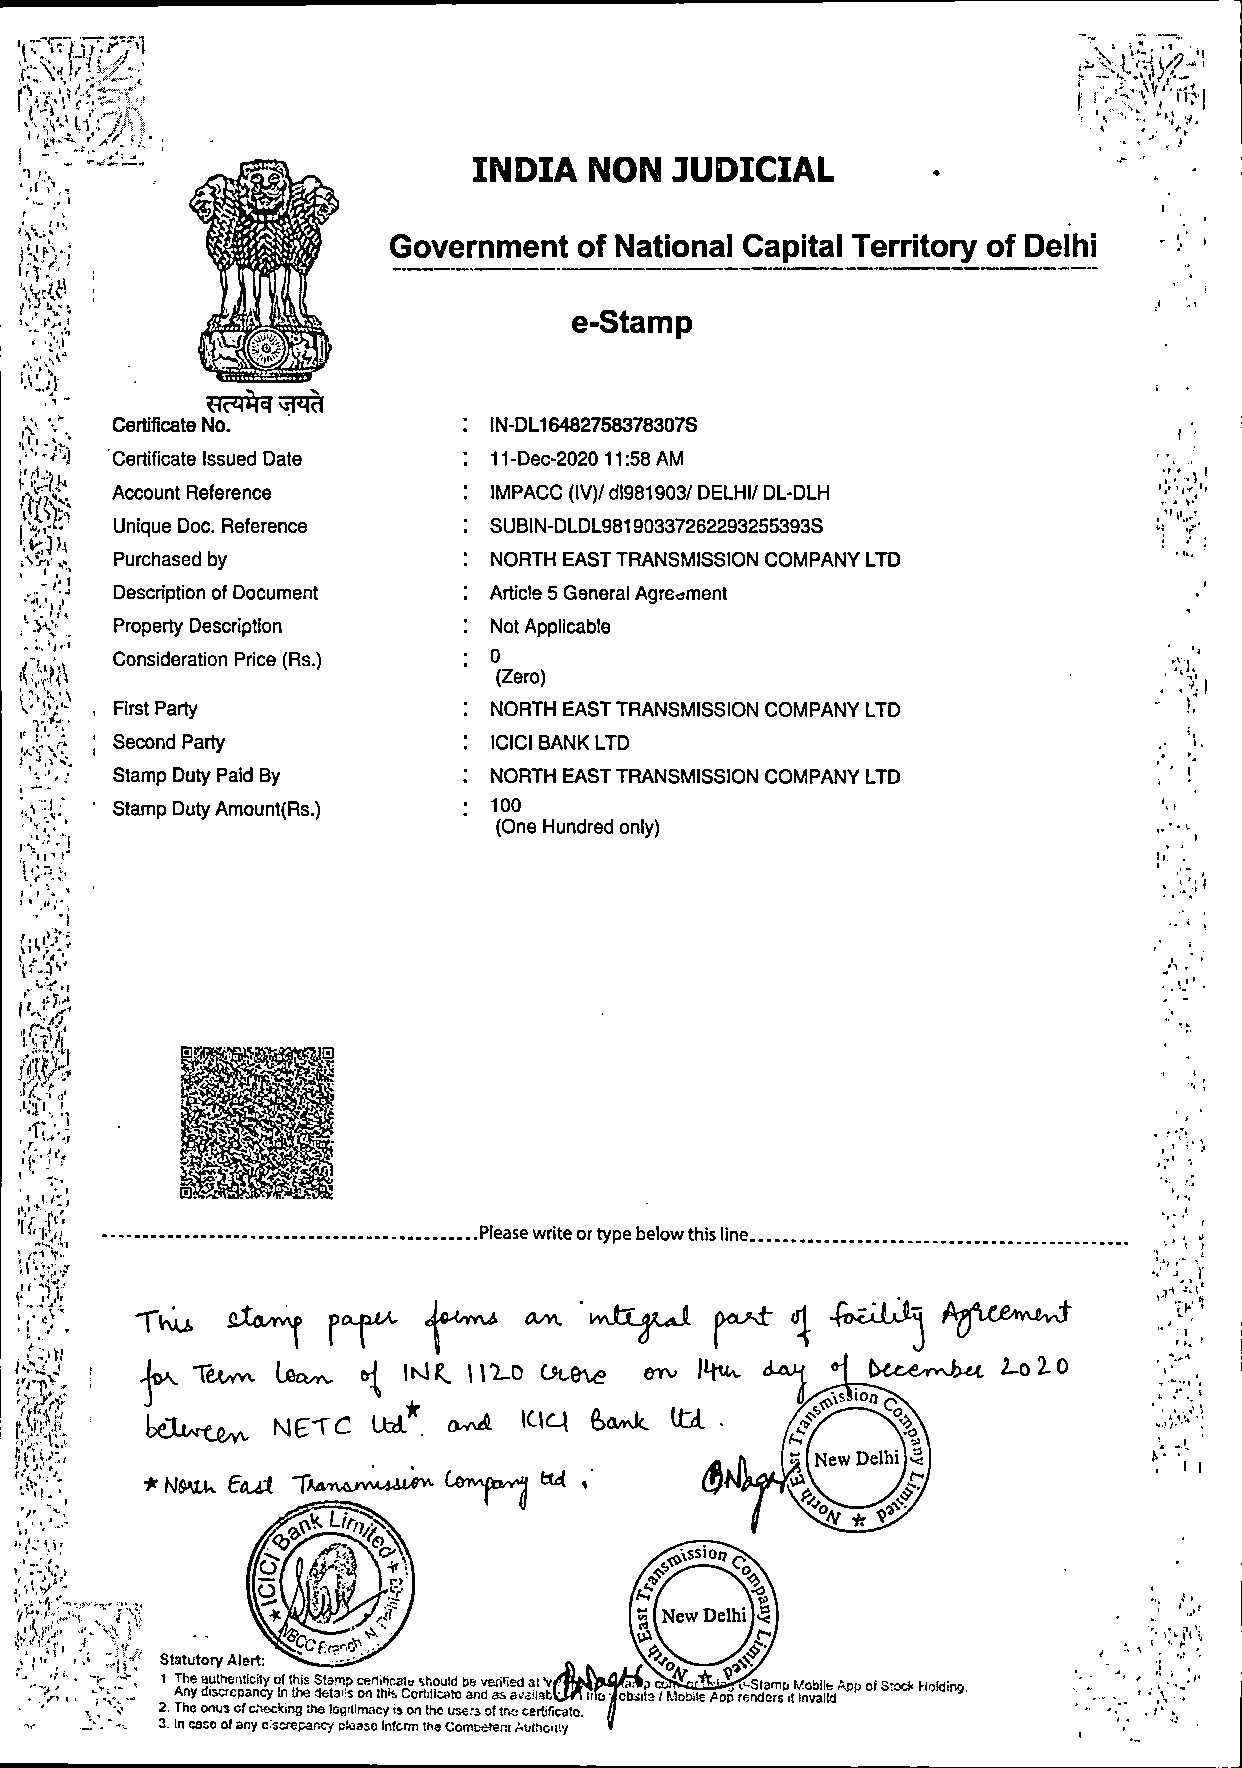 INDIA NON JUDICIAL
Government of National Capital Territory of Delhi
e-Stamp
सत्यमेव जयते
Certificate No. : IN-DL16482758378307S
Certificate Issued Date : 11-Dec-2020 11:58 AM
Account Reference : IMPACC (IV)/ dl981903/ DELHI/ DL-DLH
Unique Doc. Reference : SUBIN-DLDL98190337262293255393S
Purchased by : NORTH EAST TRANSMISSION COMPANY LTD
Description of Document : Article 5 General Agreement
Property Description : Not Applicable
Consideration Price (Rs.) : 0
(Zero)
First Party : NORTH EAST TRANSMISSION COMPANY LTD
Second Party : ICICI BANK LTD
Stamp Duty Paid By : NORTH EAST TRANSMISSION COMPANY LTD
Stamp Duty Amount(Rs.) : 100
(One Hundred only)
Please write or type below this line
This stamp paper forms an integral part of facility Agreement
for Term Loan of INR 1120 crore on 14th day of December 2020
between NETC Ltd*. and ICICI Bank Ltd.
* North East Transmission Company Ltd.
North East Transmission Company Limited
New Delhi
ICICI Bank Limited
NBCC Branch N. Delhi
North East Transmission Company Limited
New Delhi
Statutory Alert:
1 The authenticity of this Stamp certificate should be verified at e-Stamp Mobile App of Stock Holding.
Any discrepancy in the details on this Certificate and as available on the website / Mobile App renders it invalid
2. The onus of checking the legitimacy is on the users of the certificate.
3. In case of any discrepancy please inform the Competent Authority